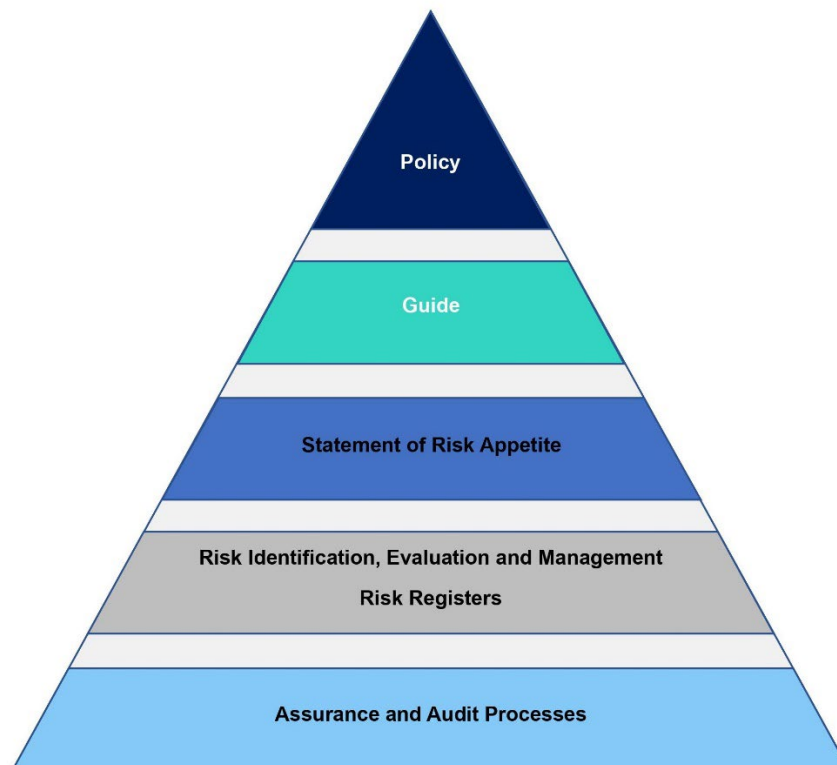 Policy
Guide
Statement of Risk Appetite
Risk Identification, Evaluation and Management
Risk Registers
Assurance and Audit Processes